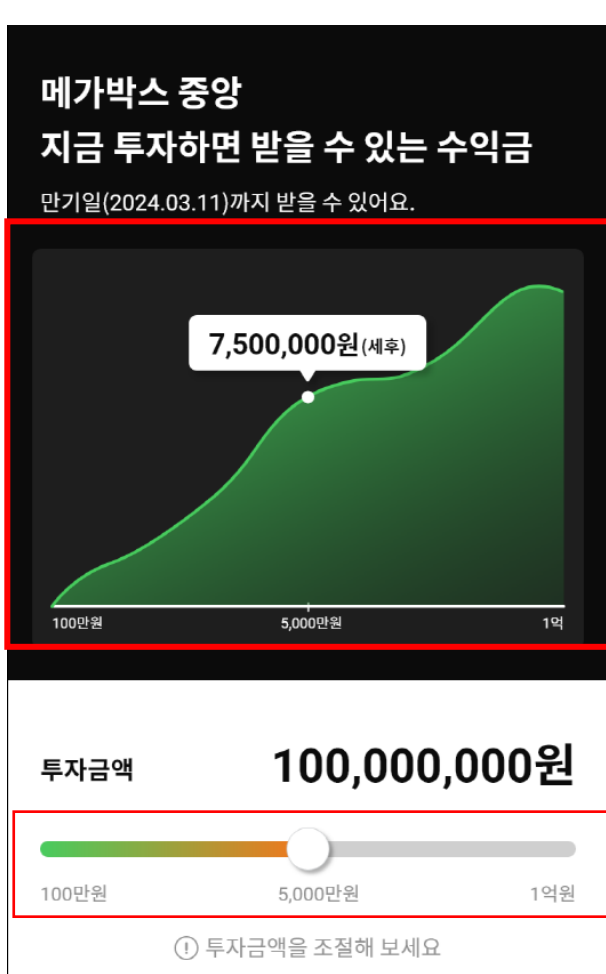 메가박스 중앙
지금 투자하면 받을 수 있는 수익금
만기일(2024.03.11)까지 받을 수 있어요.
7,500,000원(세후)
100만원 5,000만원 1억
투자금액 100,000,000원
100만원 5,000만원 1억원
! 투자금액을 조절해 보세요